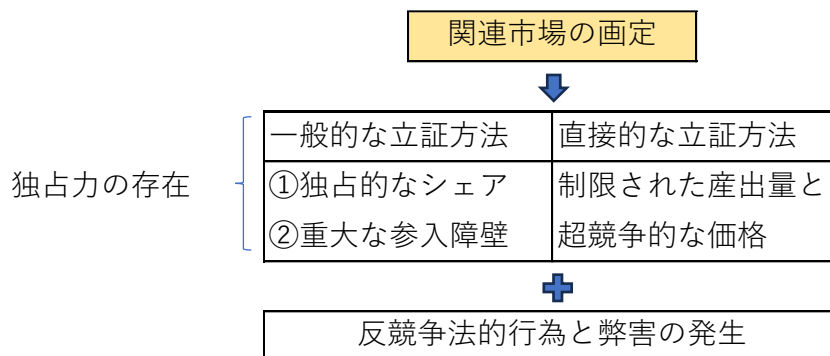 関連市場の画定
一般的な立証方法
直接的な立証方法
独占力の存在
①独占的なシェア
②重大な参入障壁
制限された産出量と
超競争的な価格
反競争法的行為と弊害の発生